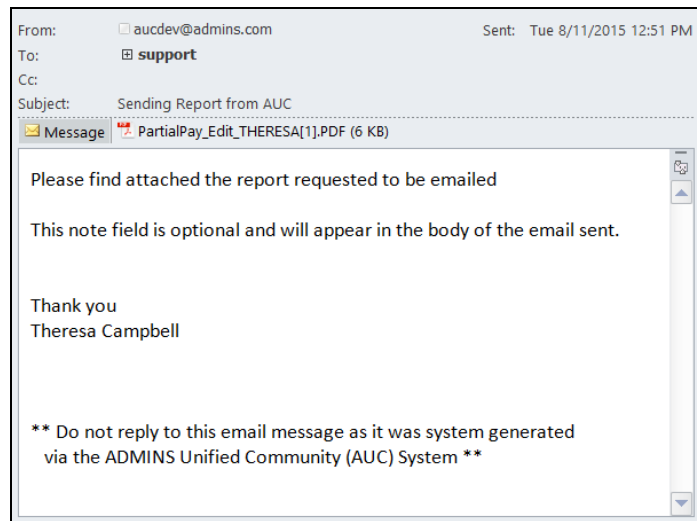 From: aucdev@admins.com Sent: Tue 8/11/2015 12:51 PM
To: support
Cc:
Subject: Sending Report from AUC
Message PartialPay_Edit_THERESA[1].PDF (6 KB)
Please find attached the report requested to be emailed
This note field is optional and will appear in the body of the email sent.
Thank you
Theresa Campbell
** Do not reply to this email message as it was system generated
via the ADMINS Unified Community (AUC) System **